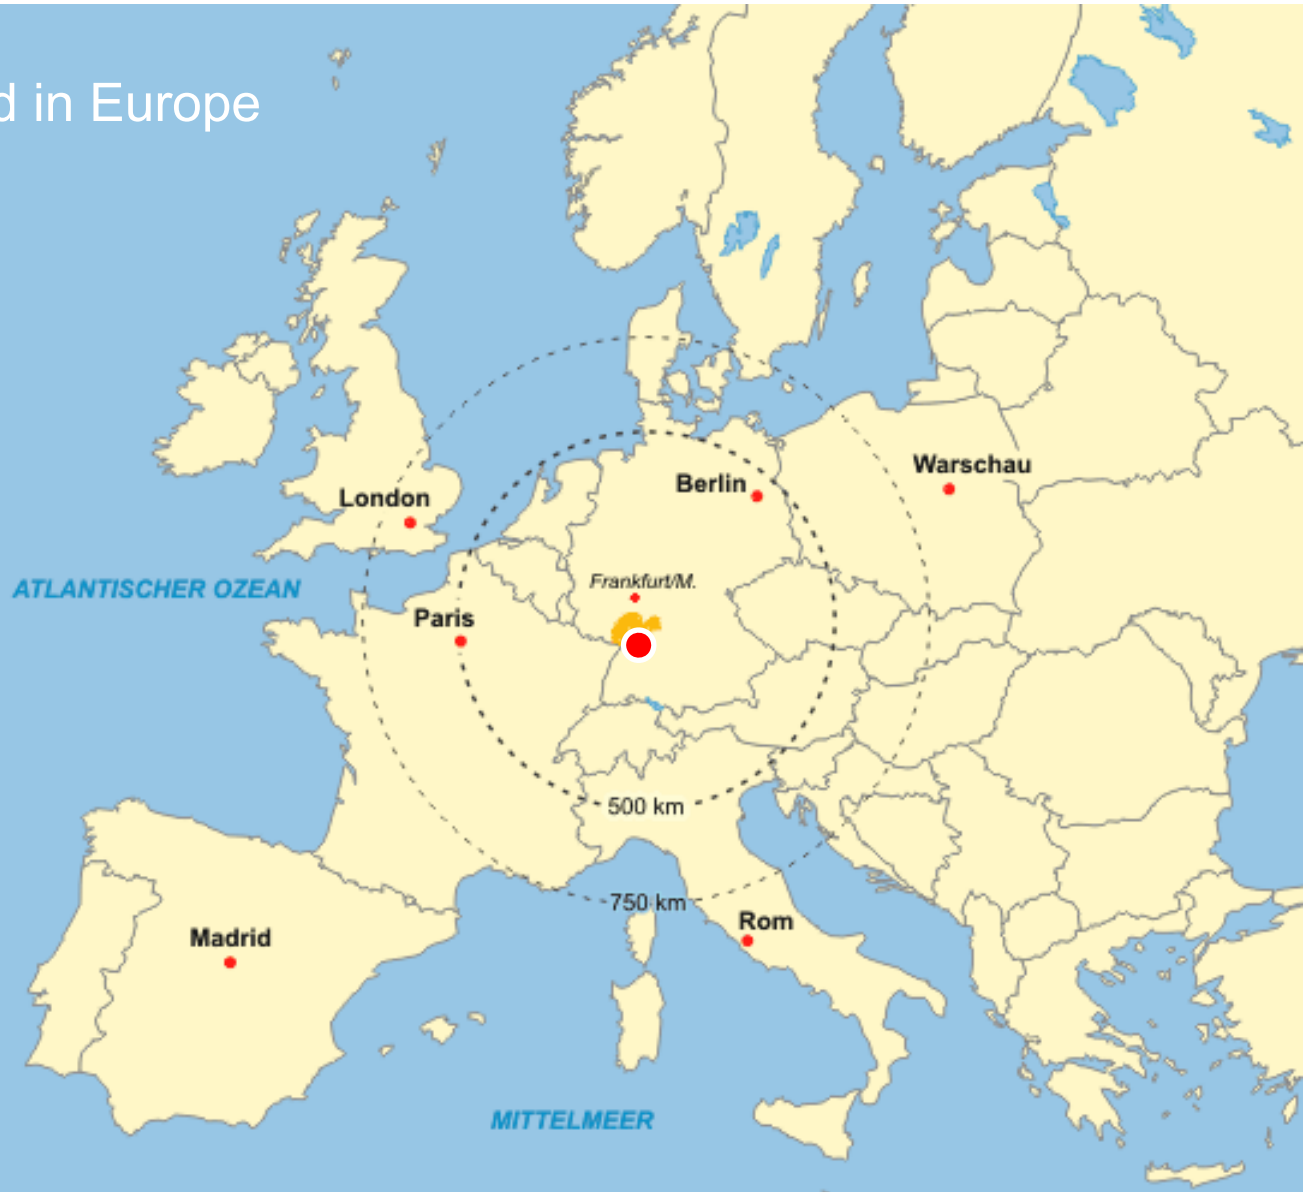 d in Europe
Warschau
Berlin
London
Frankfurt/M.
ATLANTISCHER OZEAN
Paris
500 km
750 km
Rom
Madrid
MITTELMEER